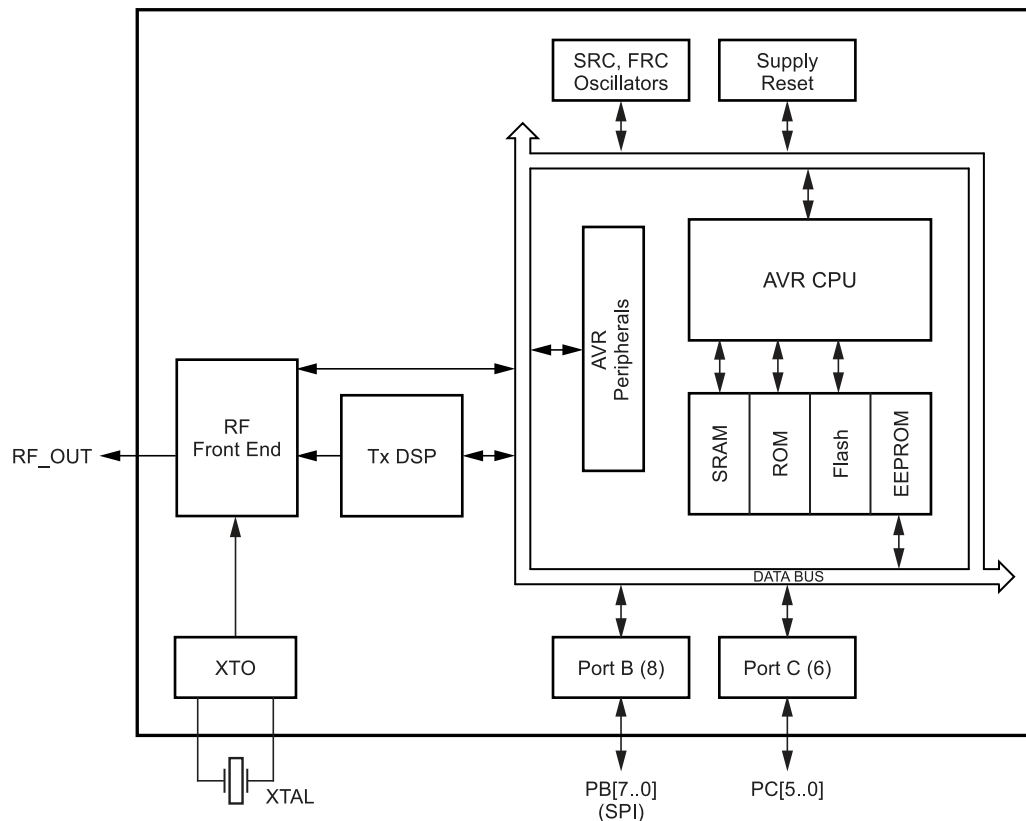 SRC, FRC
Oscillators
Supply
Reset
AVR CPU
AVR
Peripherals
SRAM
ROM
Flash
EEPROM
RF
Front End
Tx DSP
RF_OUT
DATA BUS
XTO
Port B (8)
Port C (6)
XTAL
PB[7..0]
(SPI)
PC[5..0]